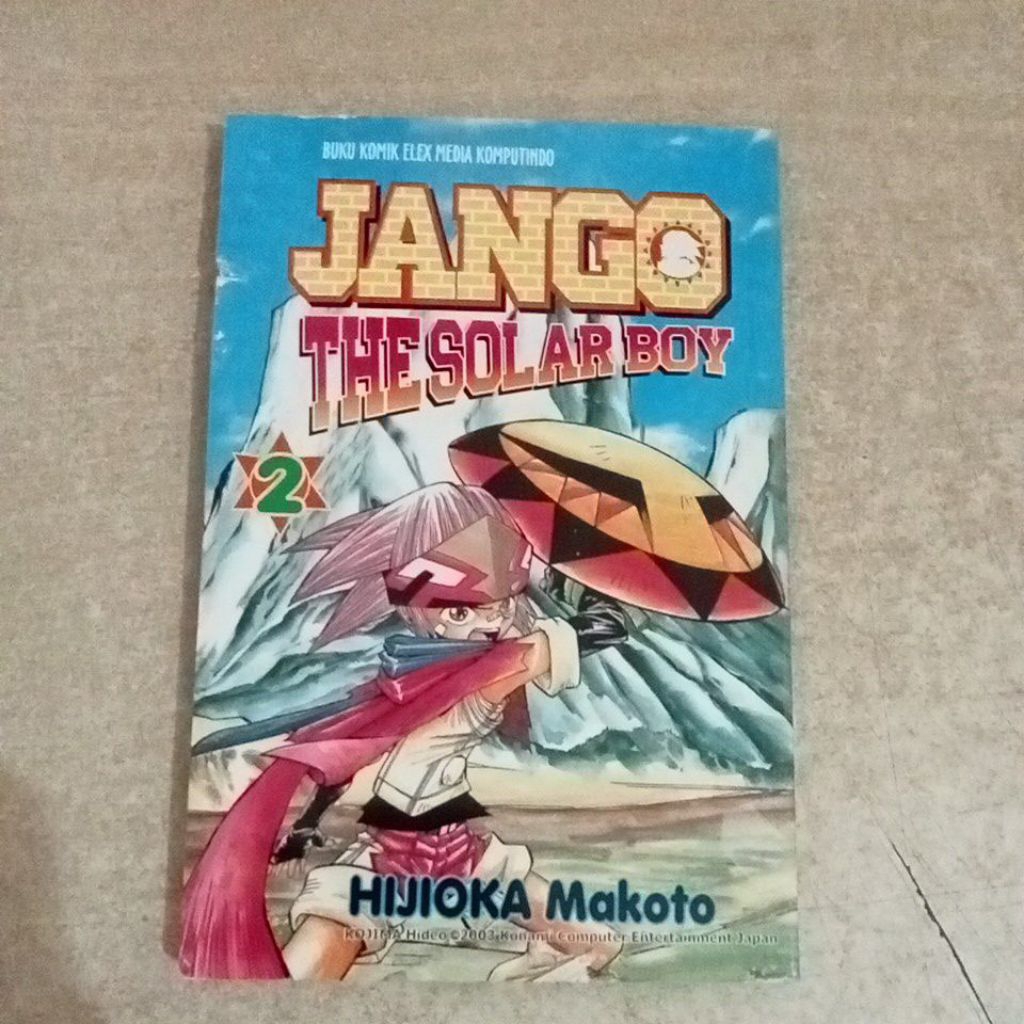 BUKU KOMIK ELEX MEDIA KOMPUTINDO
JANGO
THE SOLAR BOY
2
HIJIOKA Makoto
KOJIMA Hideo ©2003 Konami Computer Entertainment Japan